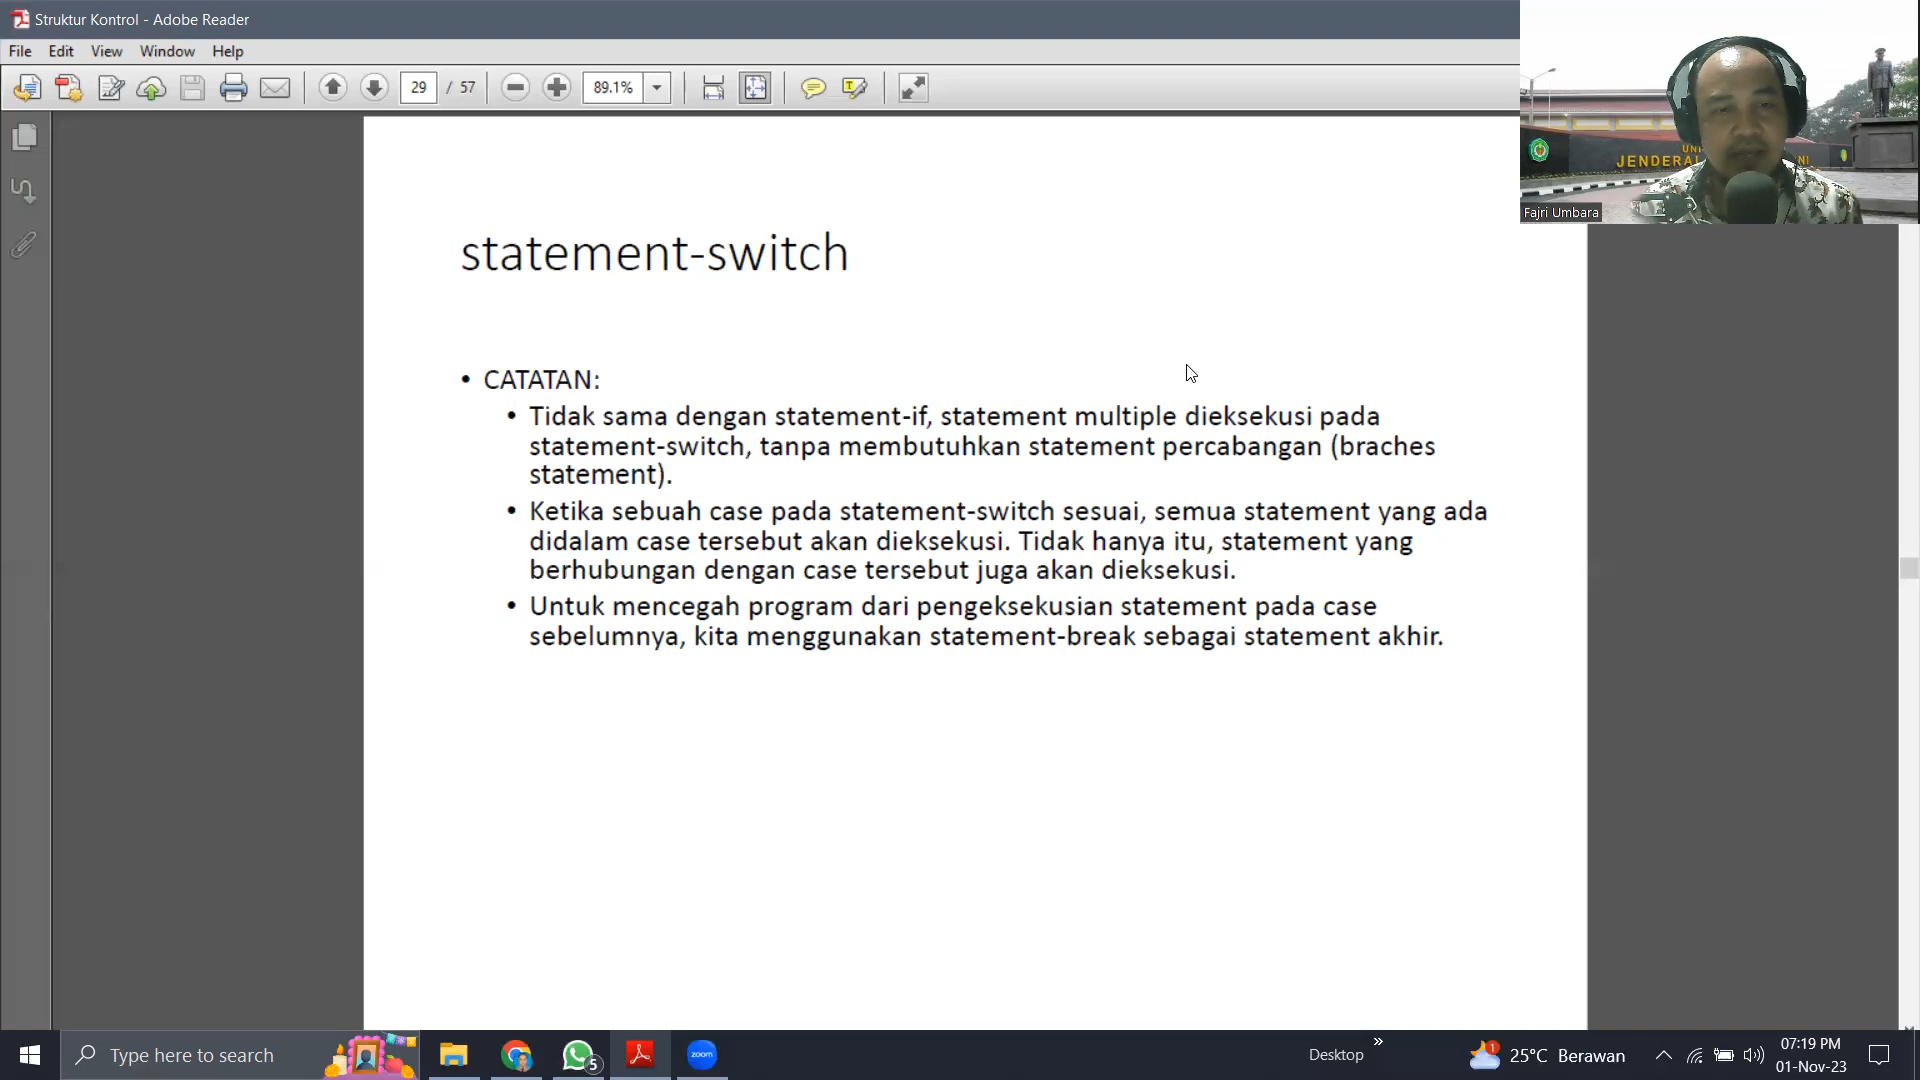 Struktur Kontrol - Adobe Reader
File Edit View Window Help
29 / 57 89.1%
JENDERAL
Fajri Umbara
statement-switch
• CATATAN:
• Tidak sama dengan statement-if, statement multiple dieksekusi pada
statement-switch, tanpa membutuhkan statement percabangan (braches
statement).
• Ketika sebuah case pada statement-switch sesuai, semua statement yang ada
didalam case tersebut akan dieksekusi. Tidak hanya itu, statement yang
berhubungan dengan case tersebut juga akan dieksekusi.
• Untuk mencegah program dari pengeksekusian statement pada case
sebelumnya, kita menggunakan statement-break sebagai statement akhir.
Type here to search
5
zoom
Desktop
1
25°C Berawan
07:19 PM
01-Nov-23